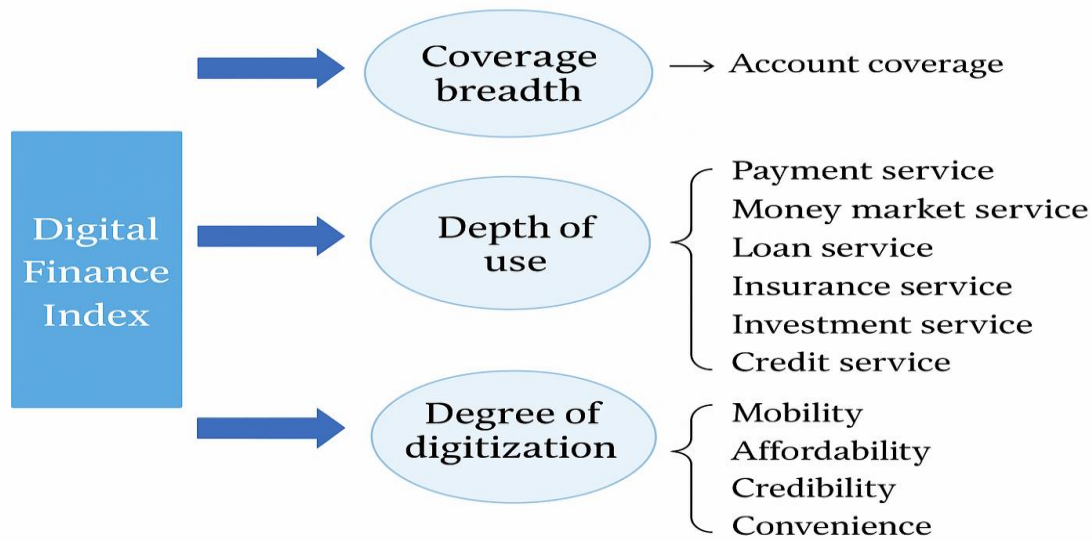 Digital
Finance
Index
Coverage
breadth
Account coverage
Depth of
use
Payment service
Money market service
Loan service
Insurance service
Investment service
Credit service
Degree of
digitization
Mobility
Affordability
Credibility
Convenience